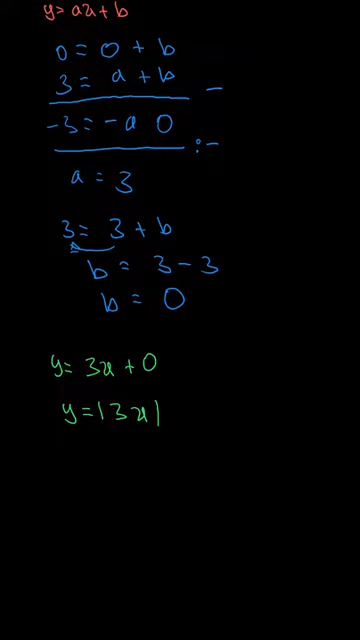 y = ax + b
0 = 0 + b
3 = a + b
-
-3 = -a 0
:-
a = 3
3 = 3 + b
b = 3 - 3
b = 0
y = 3x + 0
y = |3x|